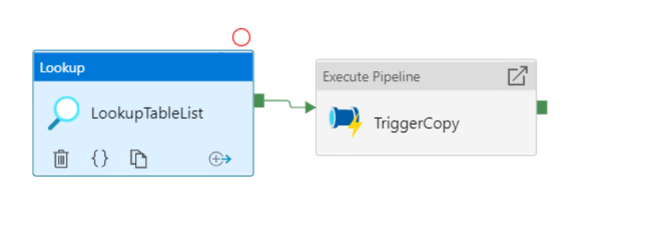 Lookup
LookupTableList
{}
Execute Pipeline
TriggerCopy